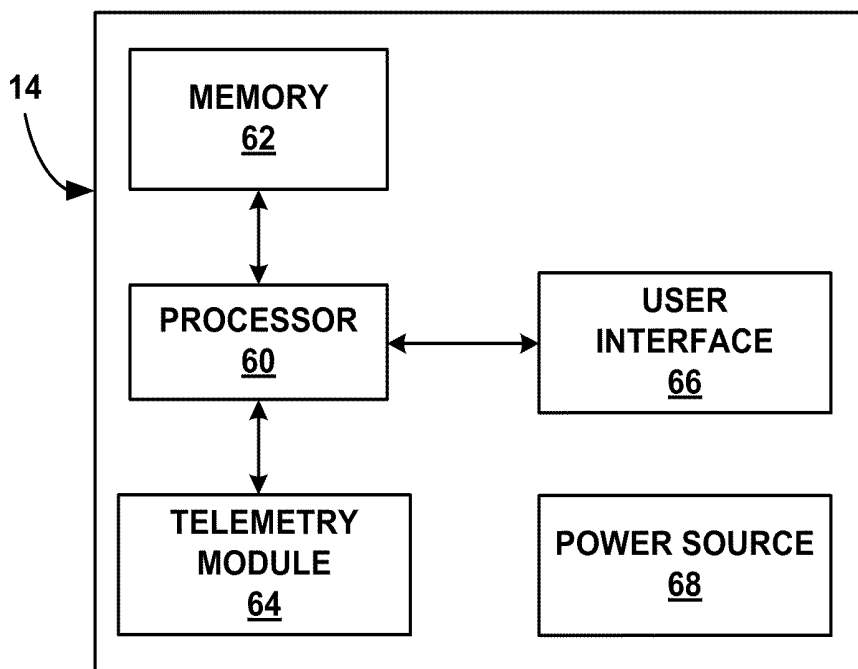 14
MEMORY
62
PROCESSOR
60
USER
INTERFACE
66
TELEMETRY
MODULE
64
POWER SOURCE
68